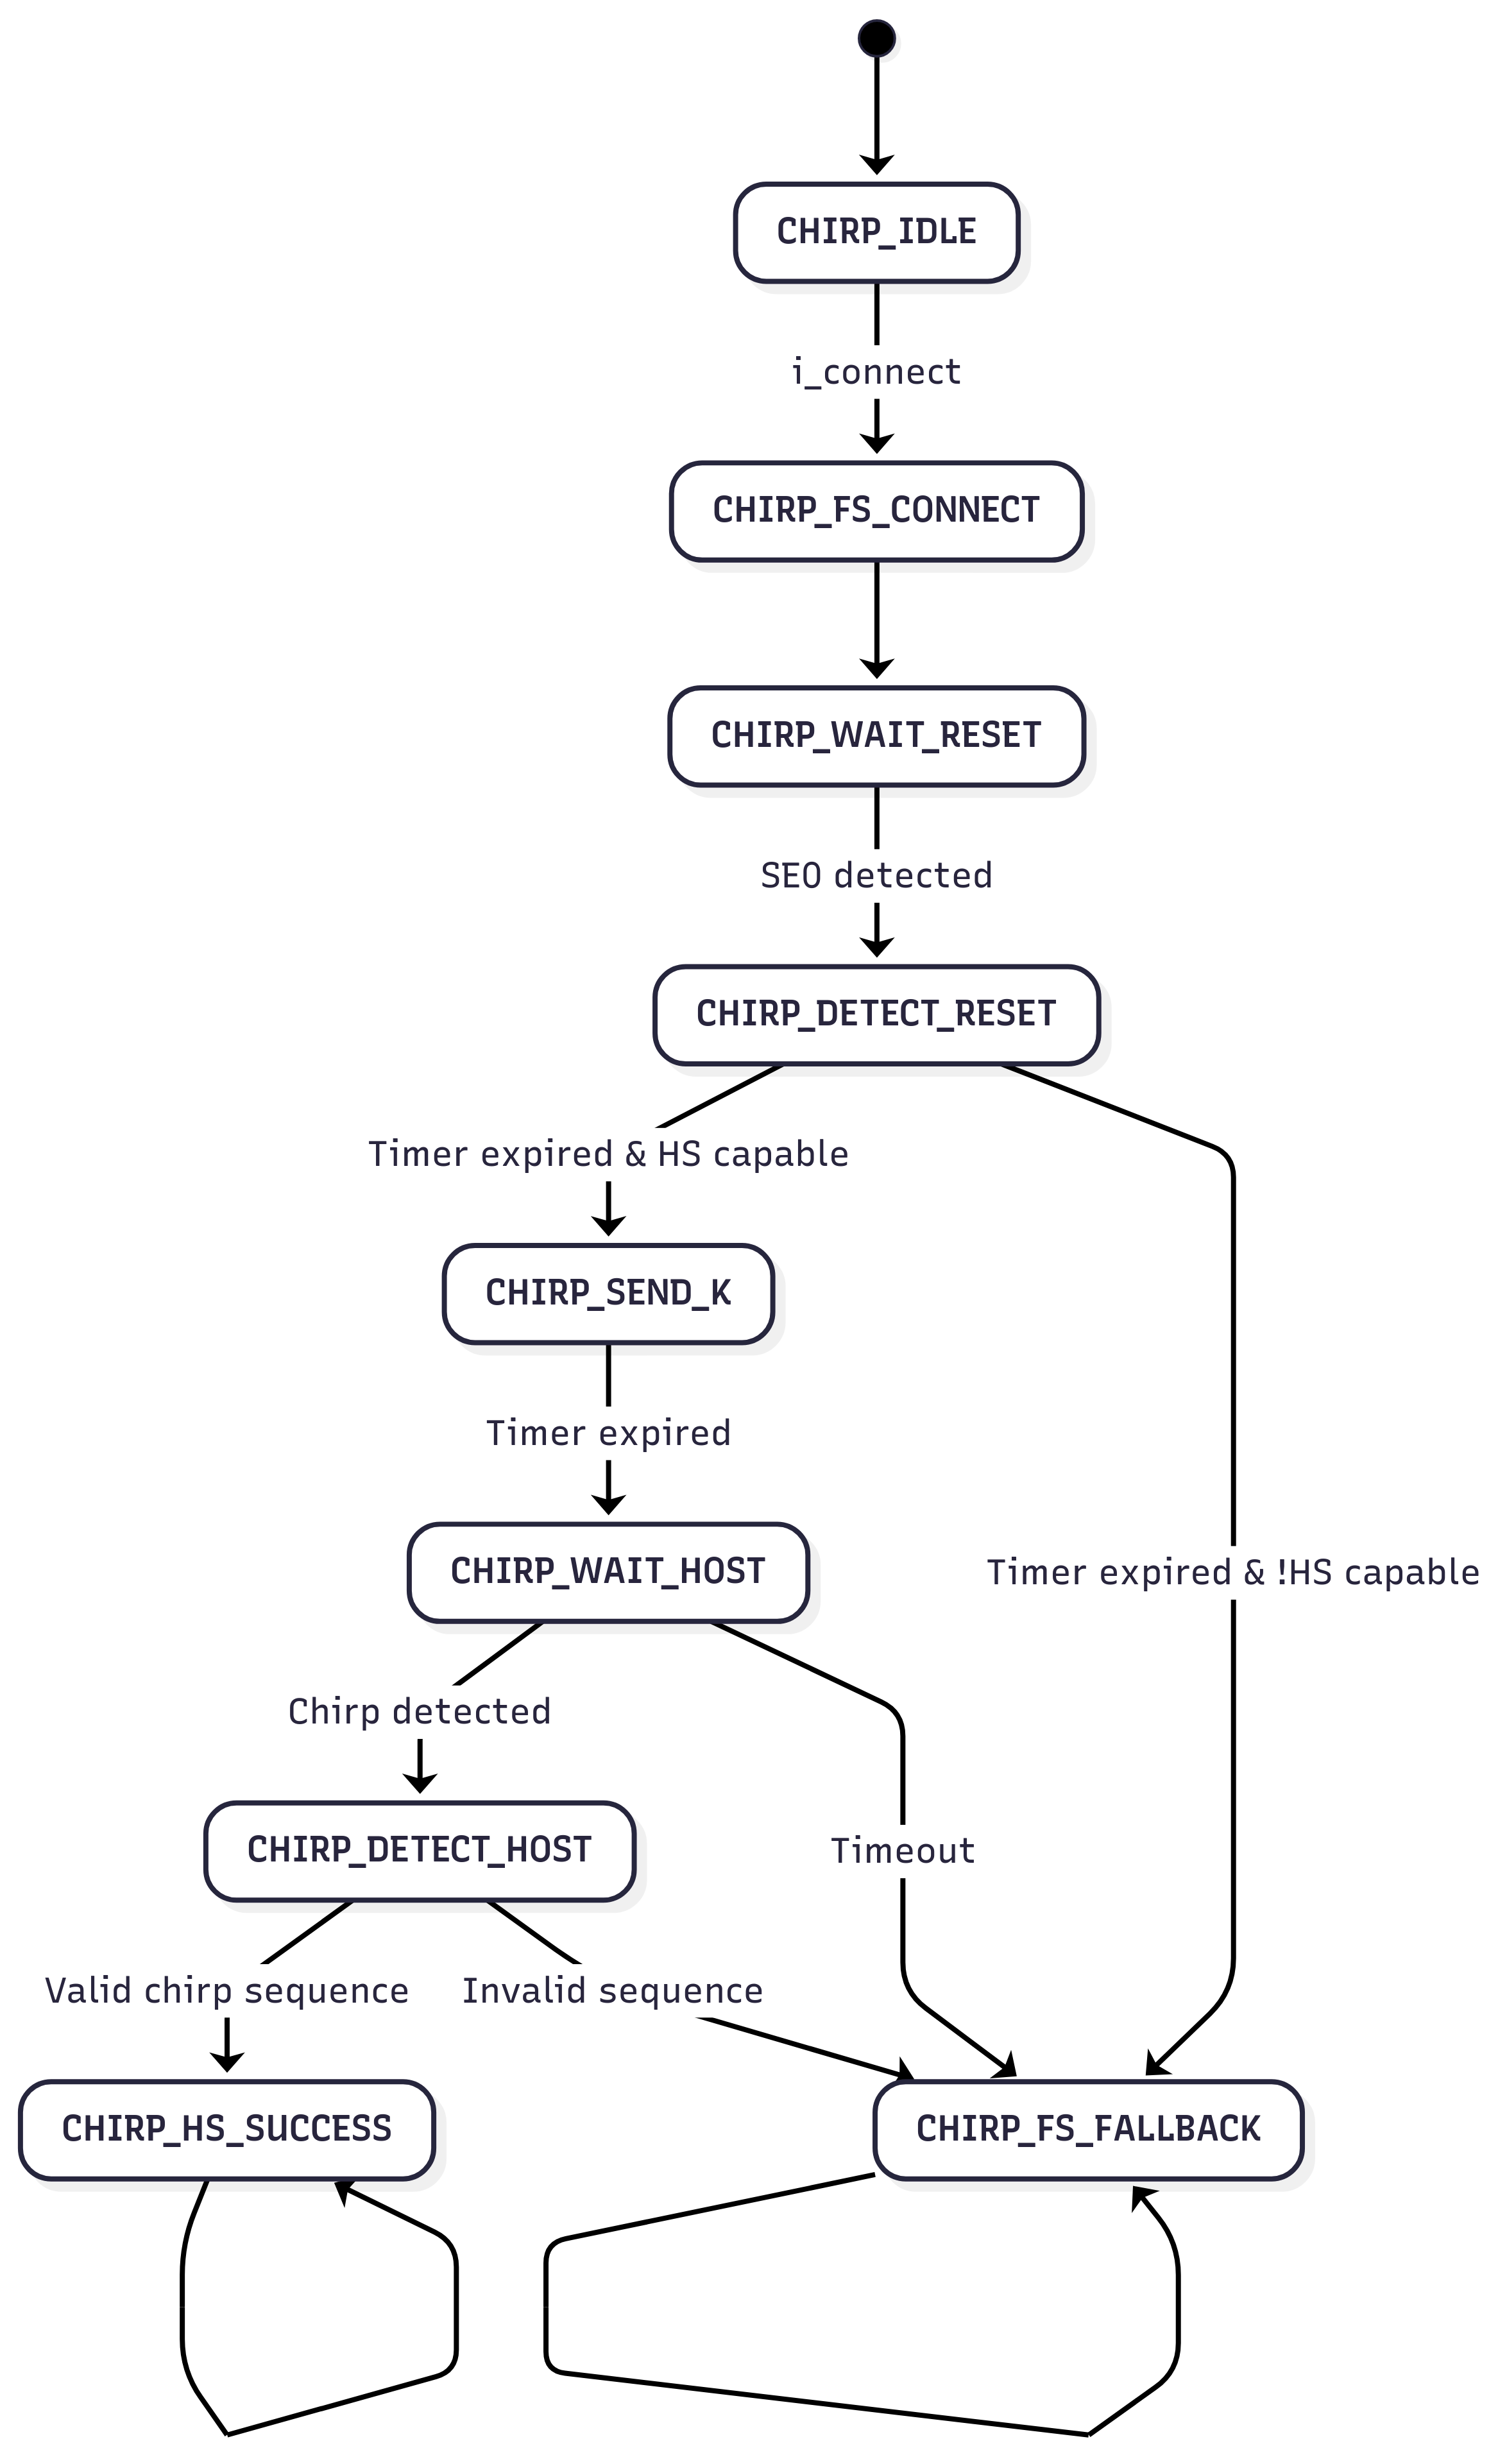 CHIRP_IDLE
i_connect
CHIRP_FS_CONNECT
CHIRP_WAIT_RESET
SE0 detected
CHIRP_DETECT_RESET
Timer expired & HS capable
CHIRP_SEND_K
Timer expired
CHIRP_WAIT_HOST
Timer expired & !HS capable
Chirp detected
CHIRP_DETECT_HOST
Timeout
Valid chirp sequence
Invalid sequence
CHIRP_HS_SUCCESS
CHIRP_FS_FALLBACK